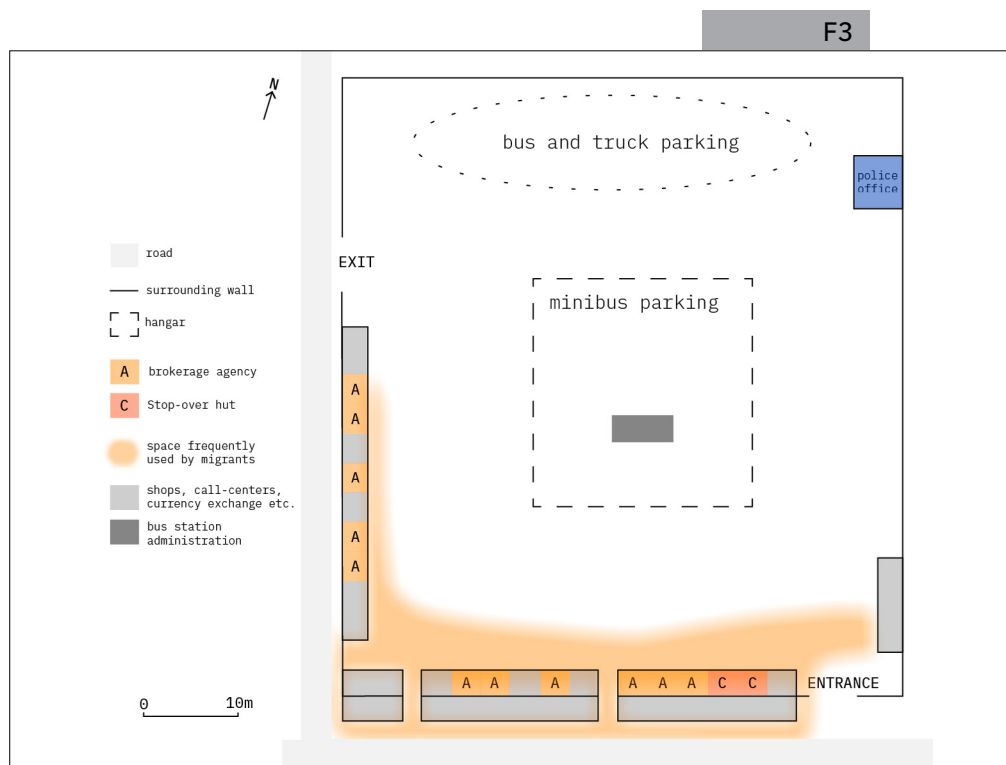 F3
N
bus and truck parking
police
office
EXIT
road
surrounding wall
minibus parking
hangar
A brokerage agency
C Stop-over hut
A
A
space frequently
used by migrants
A
shops, call-centers,
currency exchange etc.
bus station
administration
A
A
A A A A A A C C ENTRANCE
0 10m